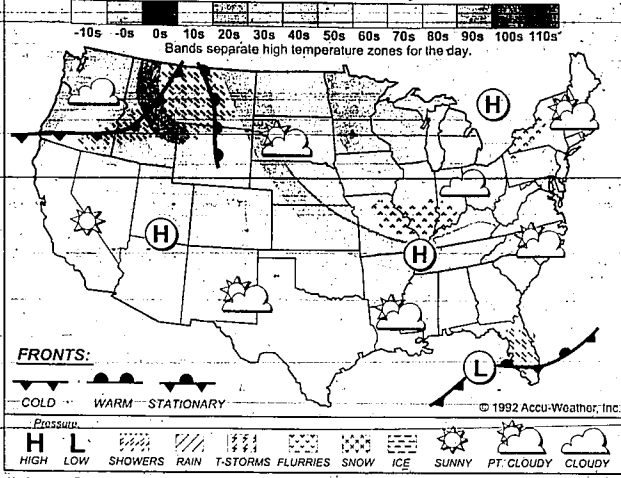 -10s -0s 0s 10s 20s 30s 40s 50s 60s 70s 80s 90s 100s 110s
Bands separate high temperature zones for the day.
H
H
H
L
FRONTS:
COLD WARM STATIONARY
© 1992 Accu-Weather, Inc.
Pressure
H L
HIGH LOW SHOWERS RAIN T-STORMS FLURRIES SNOW ICE SUNNY PT. CLOUDY CLOUDY